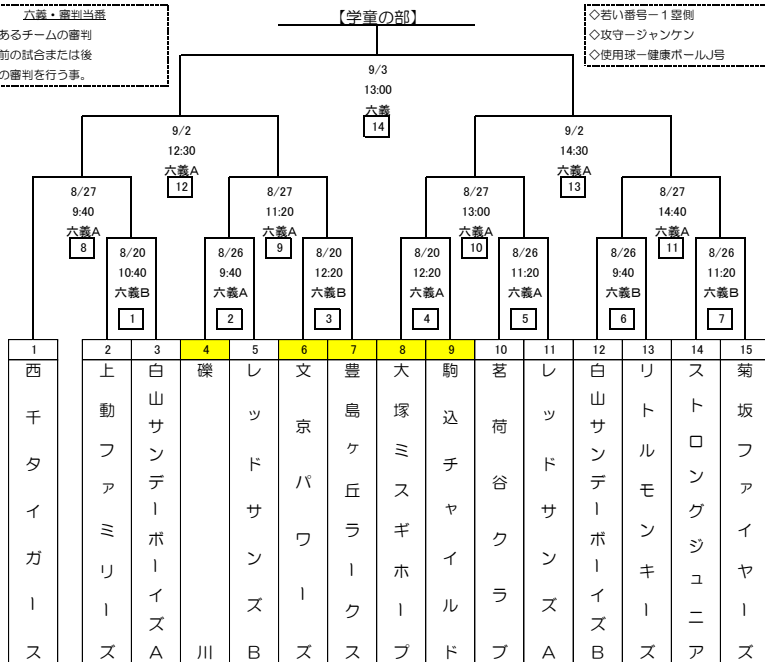 六義・審判当番
あるチームの審判
前の試合または後
の審判を行う事。
【学童の部】
◇若い番号－1塁側
◇攻守－ジャンケン
◇使用球－健康ボールJ号
9/3
13:00
六義
14
9/2
12:30
六義A
12
9/2
14:30
六義A
13
8/27
9:40
六義A
8
8/27
11:20
六義A
9
8/27
13:00
六義A
10
8/27
14:40
六義A
11
8/20
10:40
六義B
1
8/26
9:40
六義A
2
8/20
12:20
六義B
3
8/20
12:20
六義A
4
8/26
11:20
六義A
5
8/26
9:40
六義B
6
8/26
11:20
六義B
7
1
西千タイガース
2
上動ファミリーズ
3
白山サンデーボーイズA
4
礫川
5
レッドサンズB
6
文京パワーズ
7
豊島ヶ丘ラークス
8
大塚ミスギホープ
9
駒込チャイルド
10
茗荷谷クラブ
11
レッドサンズA
12
白山サンデーボーイズB
13
リトルモンキーズ
14
ストロングジュニア
15
菊坂ファイヤーズ